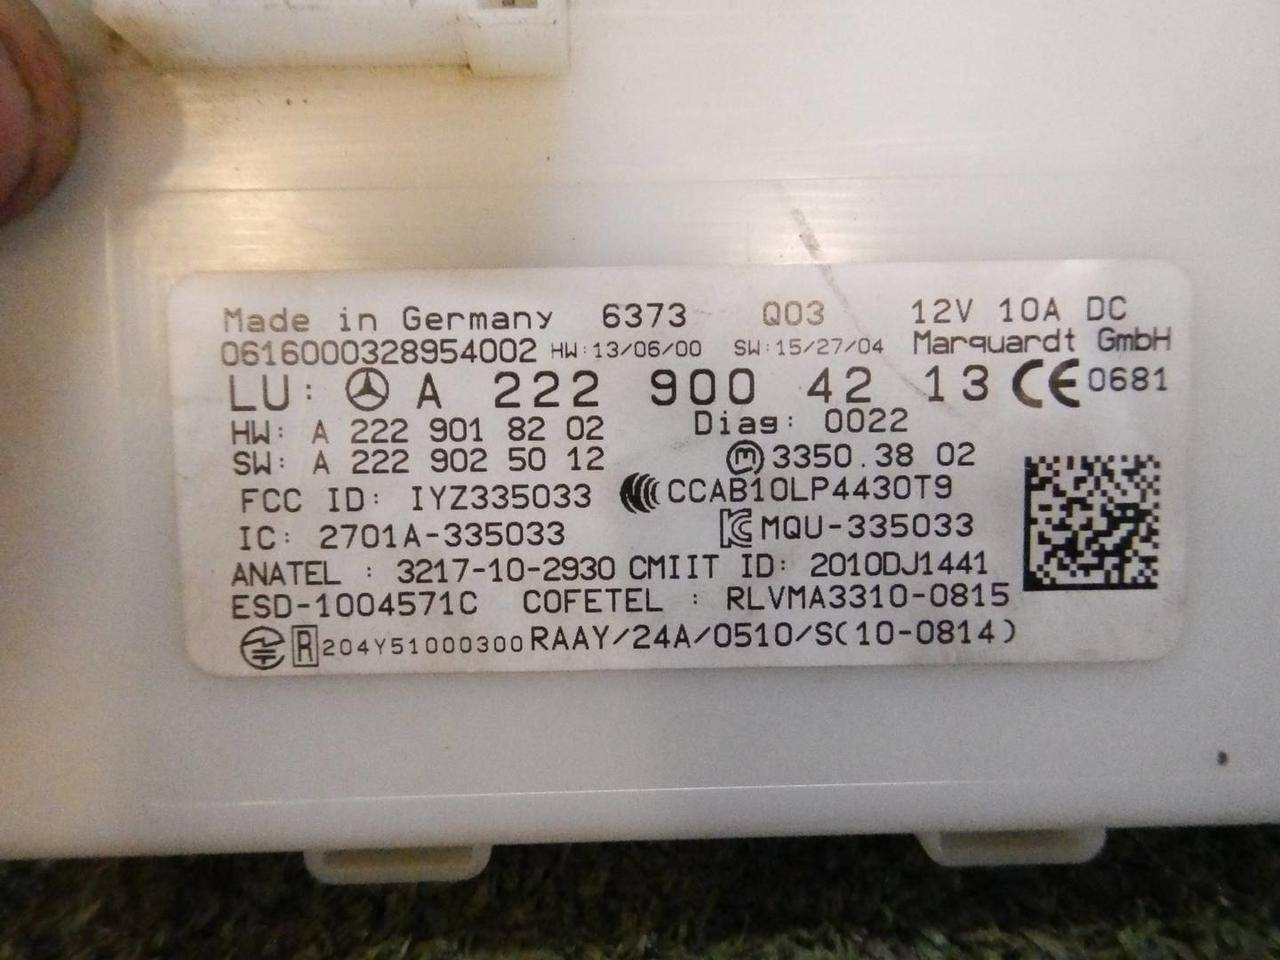 Made in Germany 6373 Q03 12V 10A DC
0616000328954002 HW:13/06/00 SW:15/27/04 Marquardt GmbH
LU: A 222 900 42 13 CE 0681
HW: A 222 901 82 02 Diag: 0022
SW: A 222 902 50 12 m 3350.38 02
FCC ID: IYZ335033 CCAB10LP4430T9
IC: 2701A-335033 MQU-335033
ANATEL : 3217-10-2930 CMIIT ID: 2010DJ1441
ESD-1004571C COFETEL : RLVMA3310-0815
R 204Y51000300 RAAY/24A/0510/S(10-0814)